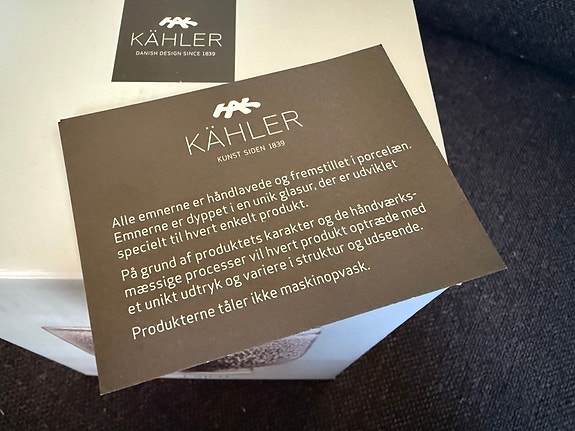 HAK
KÄHLER
DANISH DESIGN SINCE 1839
HAK
KÄHLER
KUNST SIDEN 1839
Alle emnerne er håndlavede og fremstillet i porcelæn.
Emnerne er dyppet i en unik glasur, der er udviklet
specielt til hvert enkelt produkt.
På grund af produktets karakter og de håndværks-
mæssige processer vil hvert produkt optræde med
et unikt udtryk og variere i struktur og udseende.
Produkterne tåler ikke maskinopvask.